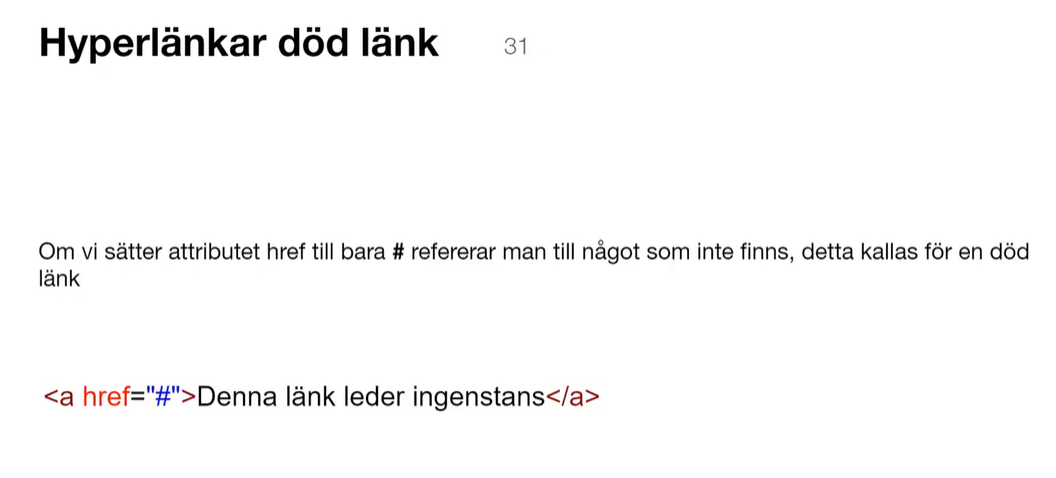 Hyperlänkar död länk 31
Om vi sätter attributet href till bara # refererar man till något som inte finns, detta kallas för en död
länk
<a href="#">Denna länk leder ingenstans</a>